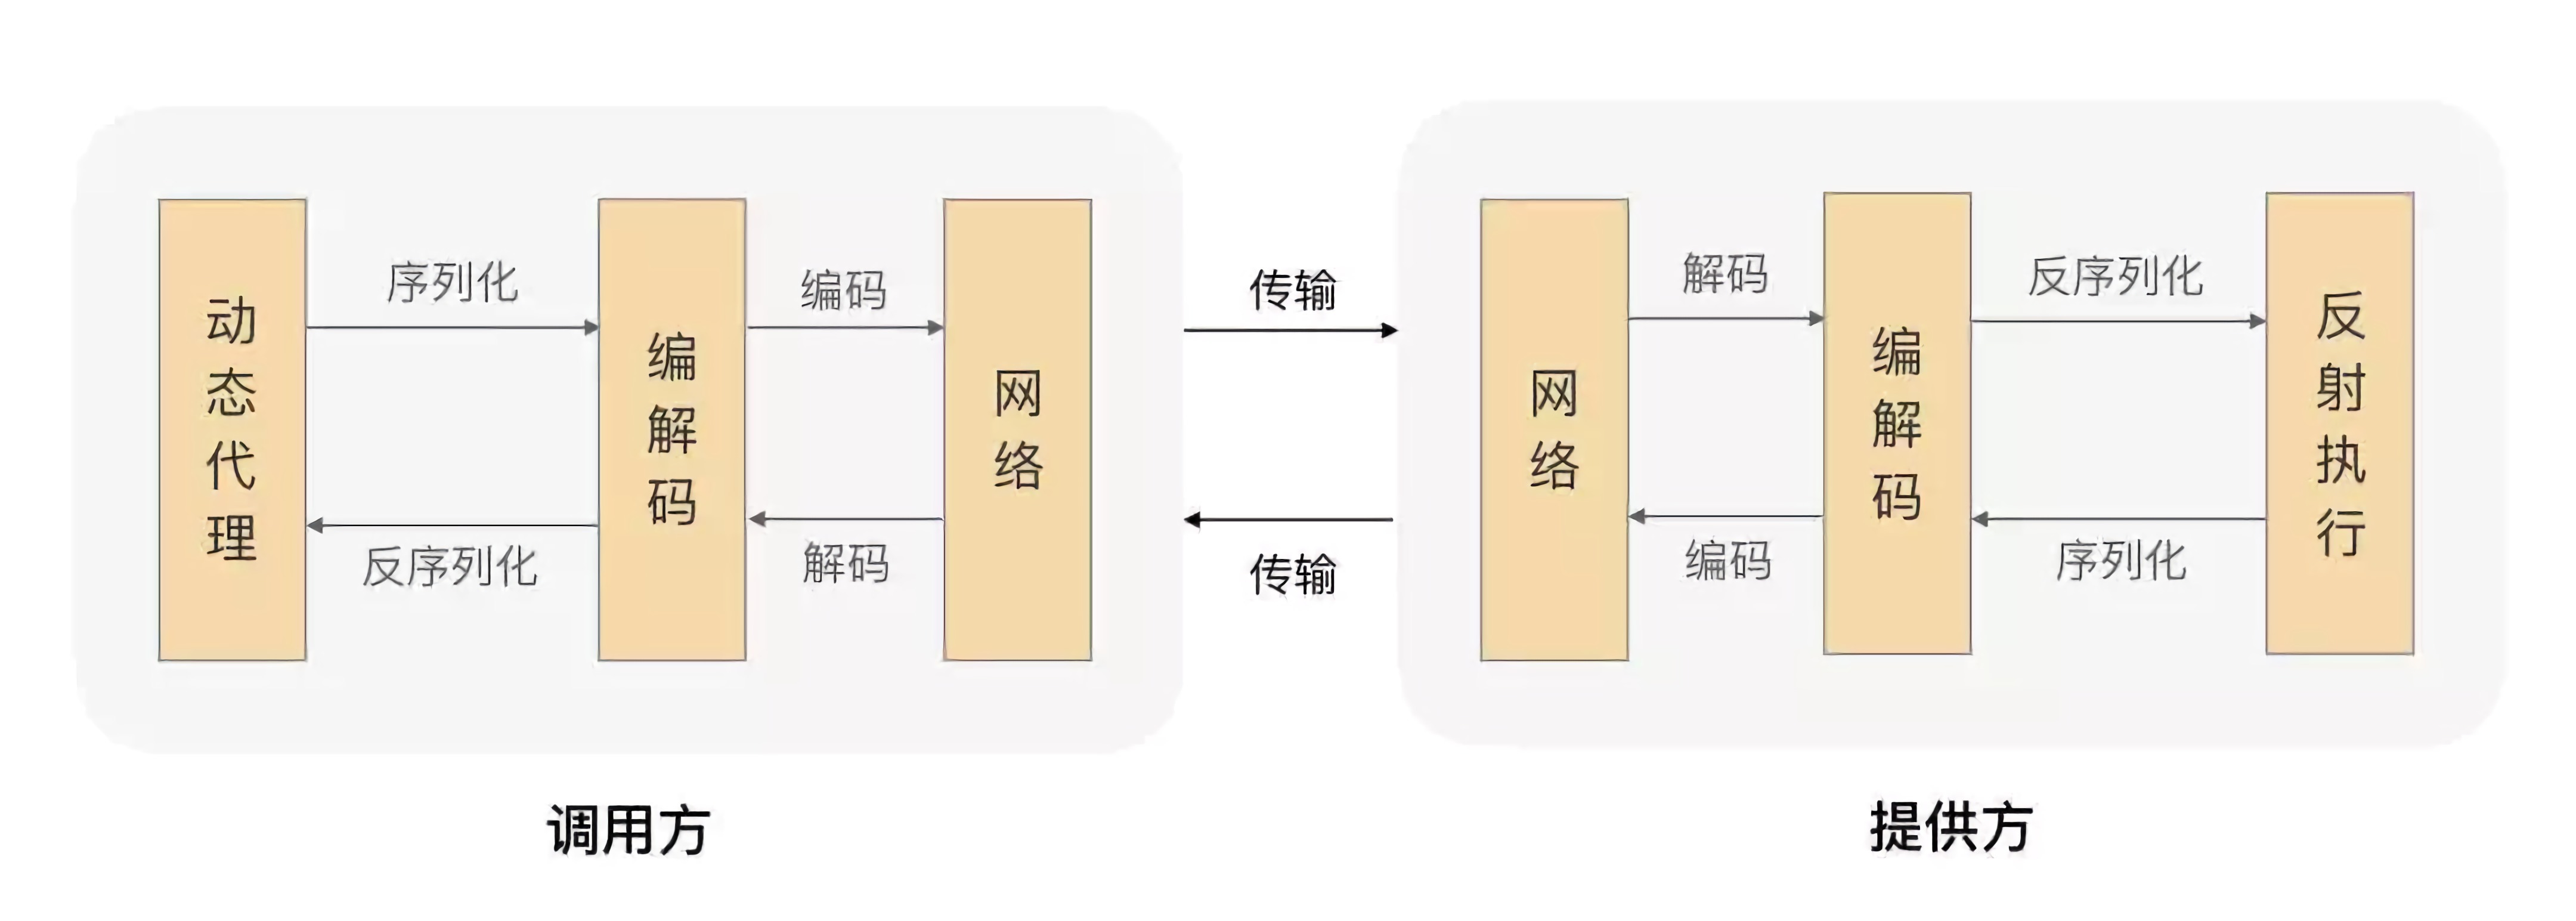 动态代理
序列化
反序列化
编解码
编码
解码
网络
传输
传输
网络
解码
编码
编解码
反序列化
序列化
反射执行
调用方
提供方